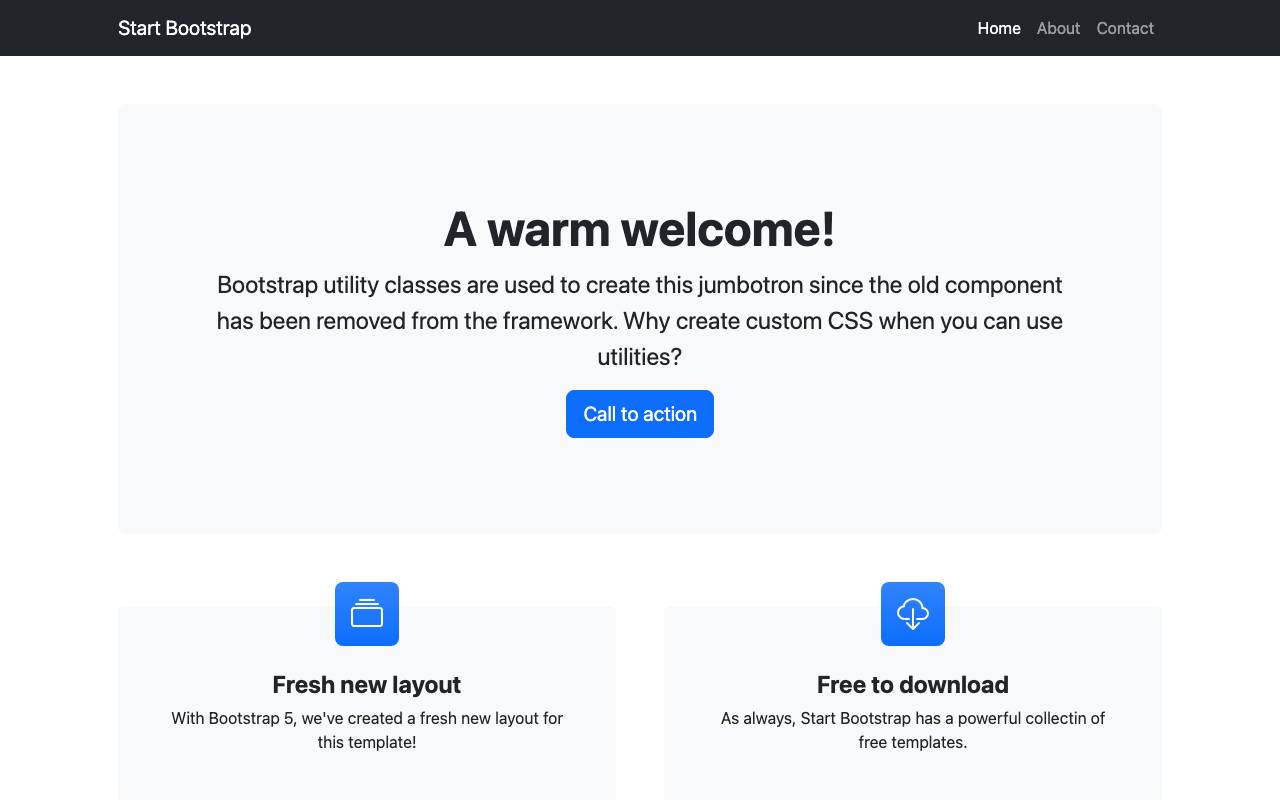 Start Bootstrap
Home About Contact
A warm welcome!
Bootstrap utility classes are used to create this jumbotron since the old component
has been removed from the framework. Why create custom CSS when you can use
utilities?
Call to action
Fresh new layout
With Bootstrap 5, we've created a fresh new layout for
this template!
Free to download
As always, Start Bootstrap has a powerful collectin of
free templates.